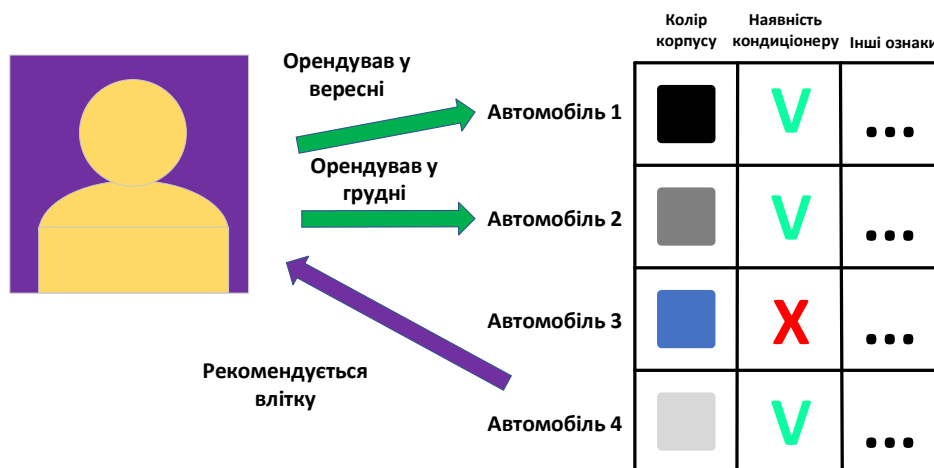 Колір
корпусу
Наявність
кондиціонеру
Інші ознаки
Орендував у
вересні
Автомобіль 1
V
...
Орендував у
грудні
Автомобіль 2
V
...
Автомобіль 3
X
...
Рекомендується
влітку
Автомобіль 4
V
...